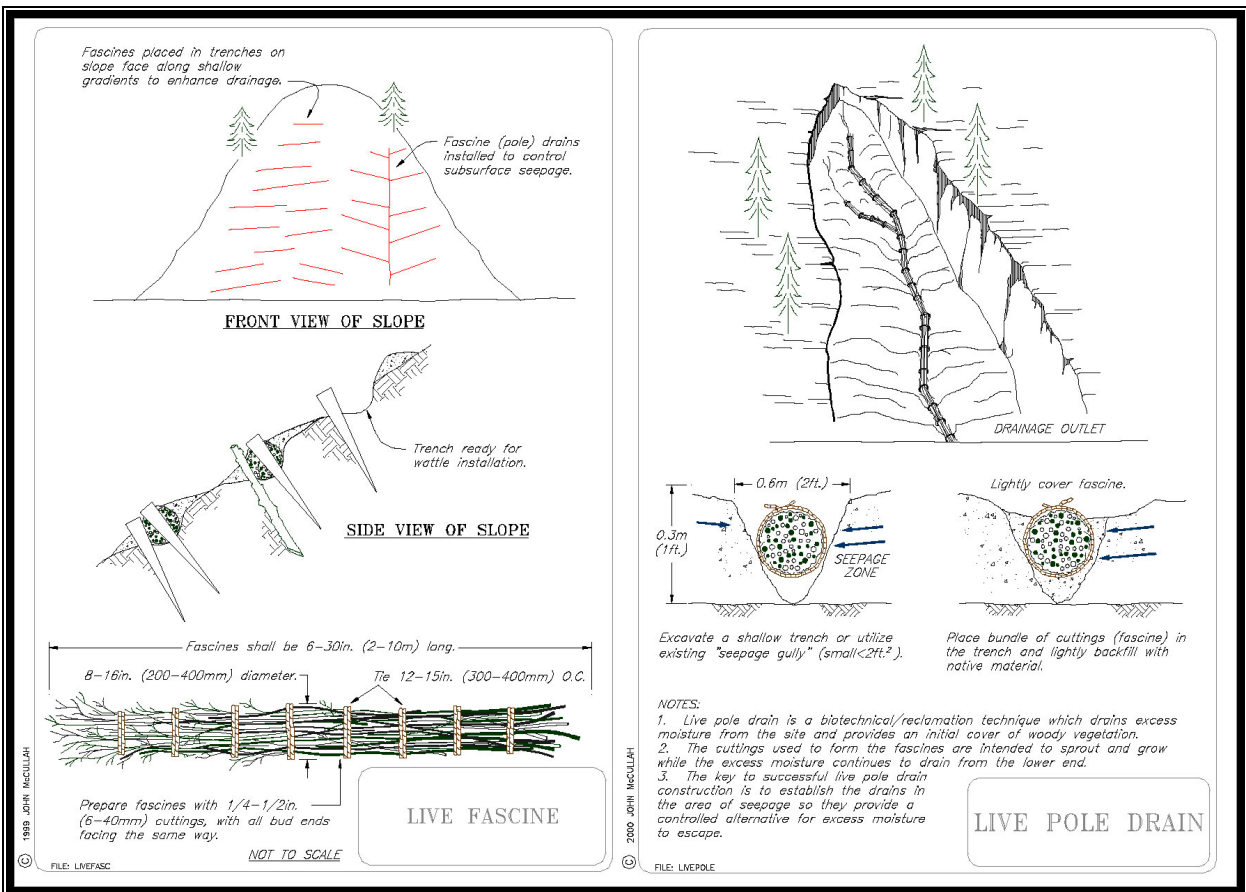 Fascines placed in trenches on
slope face along shallow
gradients to enhance drainage.
Fascine (pole) drains
installed to control
subsurface seepage.
FRONT VIEW OF SLOPE
Trench ready for
wattle installation.
SIDE VIEW OF SLOPE
Fascines shall be 6-30in. (2-10m) long.
8-16in. (200-400mm) diameter.
Tie 12-15in. (300-400mm) O.C.
Prepare fascines with 1/4-1/2in.
(6-40mm) cuttings, with all bud ends
facing the same way.
NOT TO SCALE
LIVE FASCINE
© 1999 JOHN McCULLAH
FILE: LIVEFASC
DRAINAGE OUTLET
0.6m (2ft.)
0.3m
(1ft.)
SEEPAGE
ZONE
Lightly cover fascine.
Excavate a shallow trench or utilize
existing "seepage gully" (small<2ft.²).
Place bundle of cuttings (fascine) in
the trench and lightly backfill with
native material.
NOTES:
1. Live pole drain is a biotechnical/reclamation technique which drains excess
moisture from the site and provides an initial cover of woody vegetation.
2. The cuttings used to form the fascines are intended to sprout and grow
while the excess moisture continues to drain from the lower end.
3. The key to successful live pole drain
construction is to establish the drains in
the area of seepage so they provide a
controlled alternative for excess moisture
to escape.
LIVE POLE DRAIN
© 2000 JOHN McCULLAH
FILE: LIVEPOLE